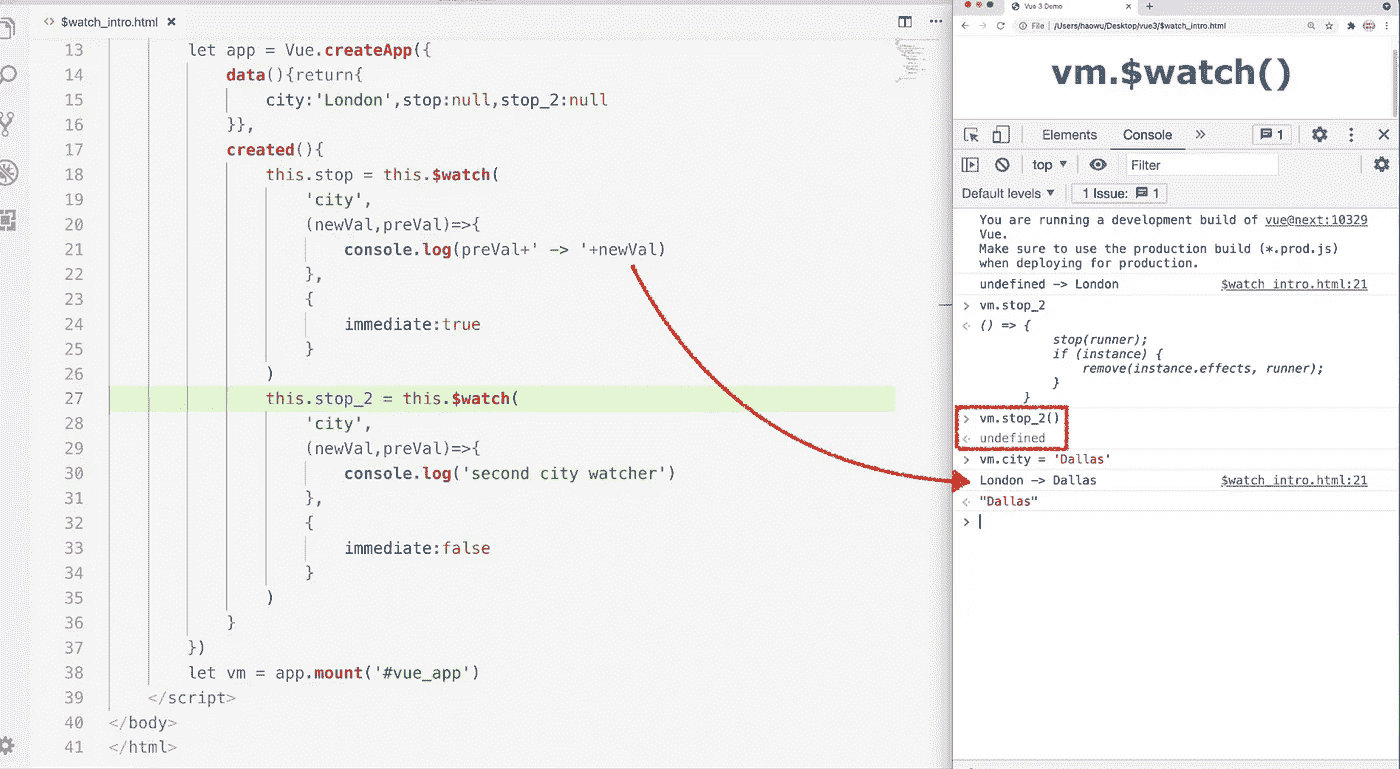 $watch_intro.html
13 let app = Vue.createApp({
14 data(){return{
15 city:'London',stop:null,stop_2:null
16 }},
17 created(){
18 this.stop = this.$watch(
19 'city',
20 (newVal,preVal)=>{
21 console.log(preVal+' -> '+newVal)
22 },
23 {
24 immediate:true
25 }
26 )
27 this.stop_2 = this.$watch(
28 'city',
29 (newVal,preVal)=>{
30 console.log('second city watcher')
31 },
32 {
33 immediate:false
34 }
35 )
36 }
37 })
38 let vm = app.mount('#vue_app')
39 </script>
40 </body>
41 </html>
Vue 3 Demo
File /Users/haowu/Desktop/vue3/$watch_intro.html
vm.$watch()
Elements Console 1
top Filter
Default levels 1 Issue: 1
You are running a development build of vue@next:10329
Vue.
Make sure to use the production build (*.prod.js)
when deploying for production.
undefined -> London $watch_intro.html:21
vm.stop_2
() => {
stop(runner);
if (instance) {
remove(instance.effects, runner);
}
}
vm.stop_2()
undefined
vm.city = 'Dallas'
London -> Dallas $watch_intro.html:21
"Dallas"